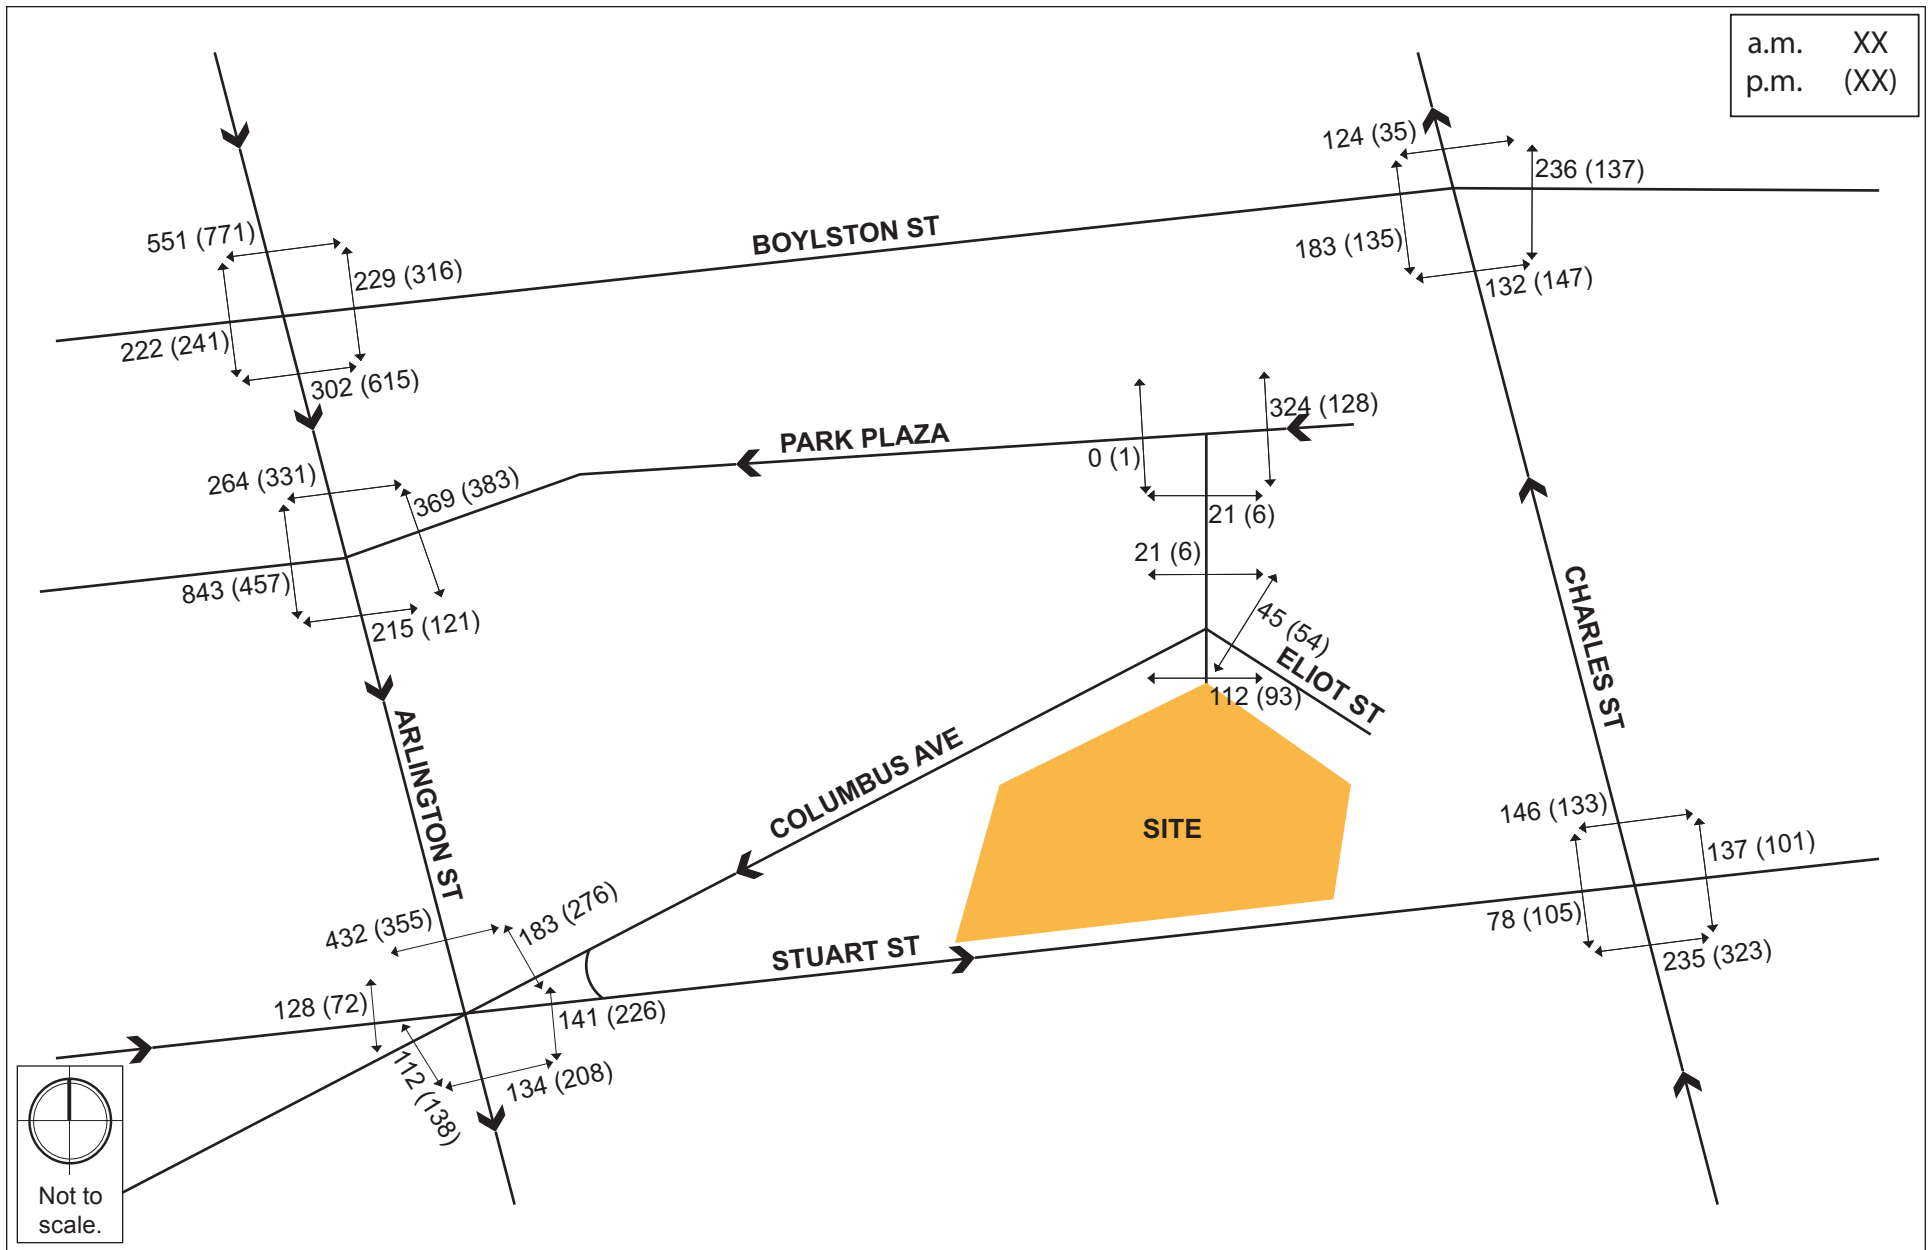 a.m. XX
p.m. (XX)
124 (35)
236 (137)
183 (135)
132 (147)
BOYLSTON ST
551 (771)
229 (316)
222 (241)
302 (615)
324 (128)
PARK PLAZA
0 (1)
21 (6)
264 (331)
369 (383)
843 (457)
215 (121)
21 (6)
45 (54)
ELIOT ST
112 (93)
CHARLES ST
ARLINGTON ST
COLUMBUS AVE
SITE
146 (133)
137 (101)
78 (105)
235 (323)
432 (355)
183 (276)
STUART ST
128 (72)
141 (226)
112 (138)
134 (208)
Not to
scale.